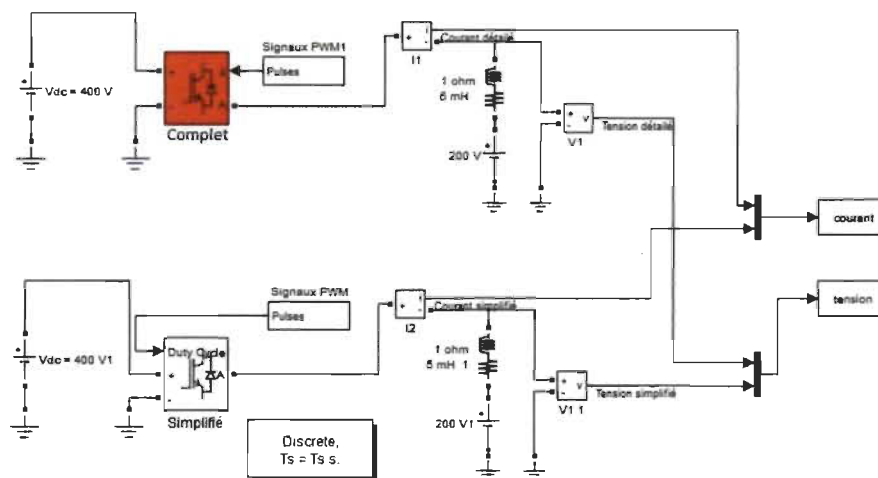 Signaux PWM1
Pulses
Vdc = 400 V
Complet
g
A
I1
Courant détaillé
1 ohm
5 mH
200 V
V1
v
Tension détaillé
courant
tension
Signaux PWM
Pulses
Vdc = 400 V1
Duty Cycle
A
Simplifié
I2
Courant simplifié
1 ohm
5 mH 1
200 V1
V1 1
v
Tension simplifié
Discrete,
Ts = Ts s.